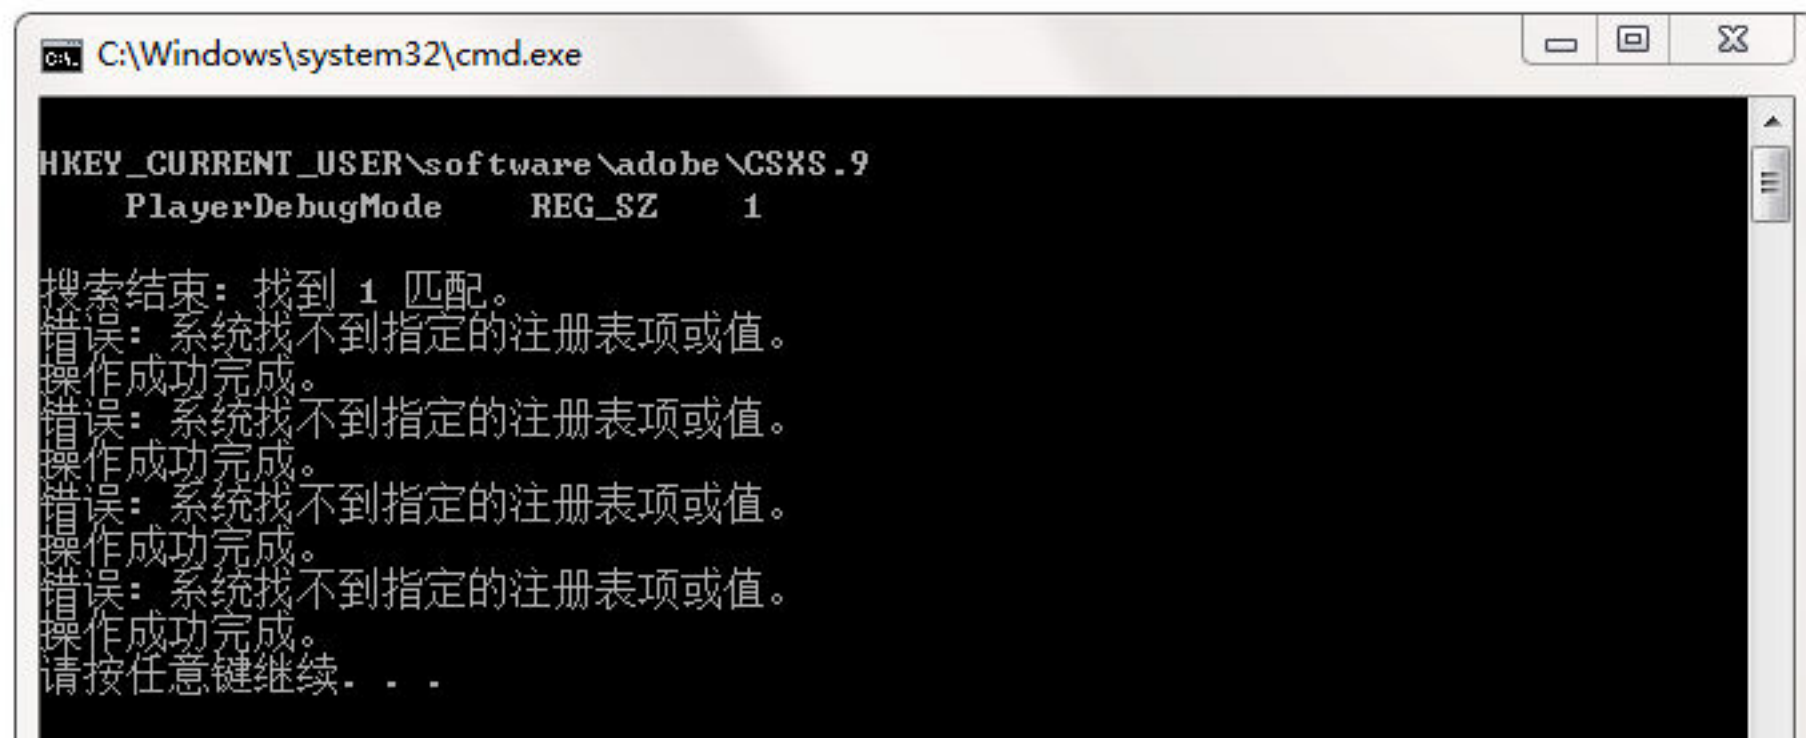 C:\Windows\system32\cmd.exe
HKEY_CURRENT_USER\software\adobe\CSXS.9
PlayerDebugMode REG_SZ 1
搜索结束: 找到 1 匹配。
错误: 系统找不到指定的注册表项或值。
操作成功完成。
错误: 系统找不到指定的注册表项或值。
操作成功完成。
错误: 系统找不到指定的注册表项或值。
操作成功完成。
错误: 系统找不到指定的注册表项或值。
操作成功完成。
请按任意键继续. . .